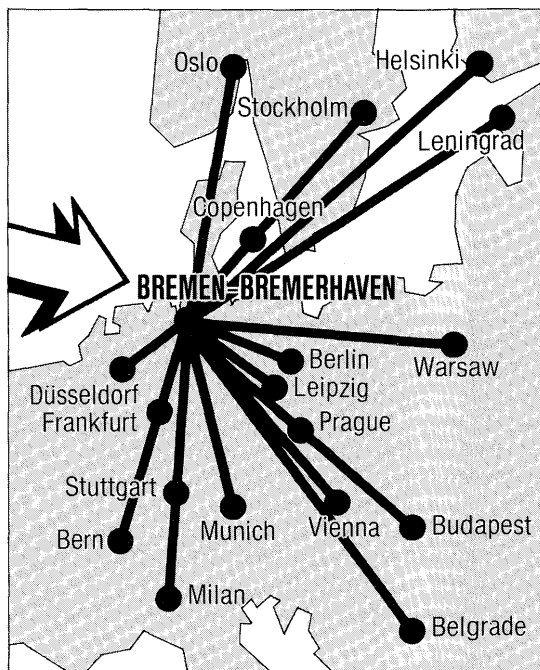 Oslo
Helsinki
Stockholm
Leningrad
Copenhagen
BREMEN=BREMERHAVEN
Berlin
Warsaw
Düsseldorf
Leipzig
Frankfurt
Prague
Stuttgart
Bern
Munich
Vienna
Budapest
Milan
Belgrade